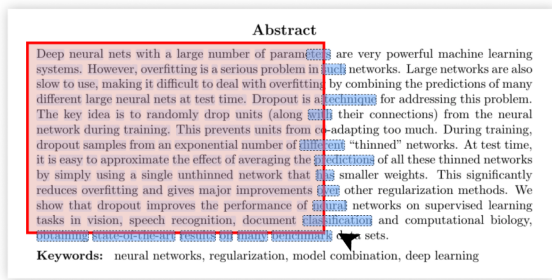 Abstract
Deep neural nets with a large number of parameters are very powerful machine learning
systems. However, overfitting is a serious problem in such networks. Large networks are also
slow to use, making it difficult to deal with overfitting by combining the predictions of many
different large neural nets at test time. Dropout is a technique for addressing this problem.
The key idea is to randomly drop units (along with their connections) from the neural
network during training. This prevents units from co-adapting too much. During training,
dropout samples from an exponential number of different “thinned” networks. At test time,
it is easy to approximate the effect of averaging the predictions of all these thinned networks
by simply using a single unthinned network that has smaller weights. This significantly
reduces overfitting and gives major improvements over other regularization methods. We
show that dropout improves the performance of neural networks on supervised learning
tasks in vision, speech recognition, document classification and computational biology,
obtaining state-of-the-art results on many benchmark data sets.
Keywords: neural networks, regularization, model combination, deep learning